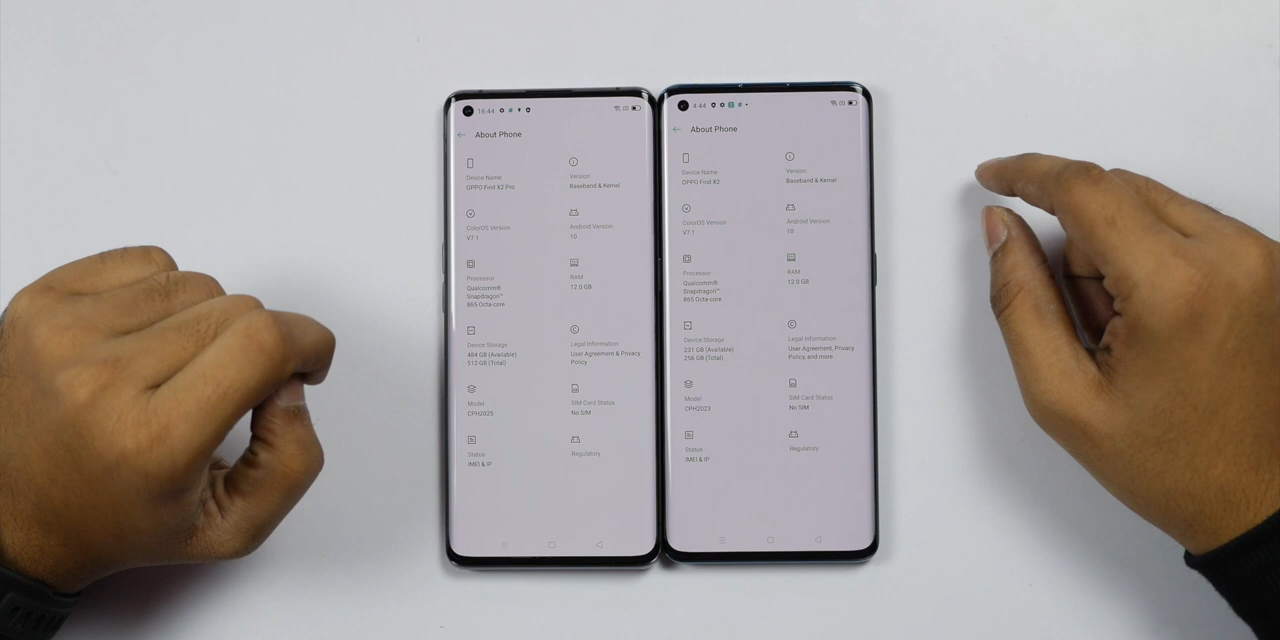 16:44
About Phone
Device Name
OPPO Find X2 Pro
Version
Baseband & Kernel
ColorOS Version
V7.1
Android Version
10
Processor
Qualcomm®
Snapdragon™
865 Octa-core
RAM
12.0 GB
Device Storage
484 GB (Available)
512 GB (Total)
Legal Information
User Agreement & Privacy
Policy
Model
CPH2025
SIM Card Status
No SIM
Status
IMEI & IP
Regulatory
4:44
About Phone
Device Name
OPPO Find X2
Version
Baseband & Kernel
ColorOS Version
V7.1
Android Version
10
Processor
Qualcomm®
Snapdragon™
865 Octa-core
RAM
12.0 GB
Device Storage
231 GB (Available)
256 GB (Total)
Legal Information
User Agreement, Privacy
Policy, and more
Model
CPH2023
SIM Card Status
No SIM
Status
IMEI & IP
Regulatory